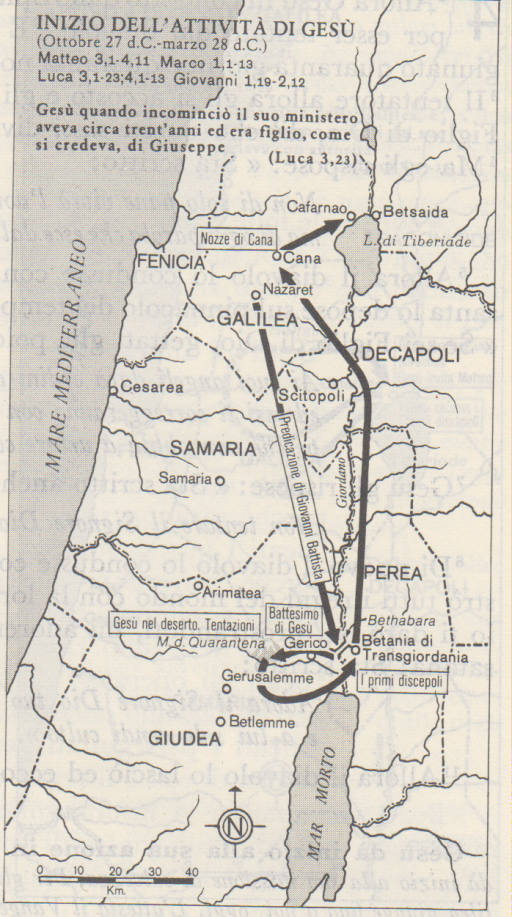 INIZIO DELL'ATTIVITÀ DI GESÙ
(Ottobre 27 d.C.-marzo 28 d.C.)
Matteo 3,1-4,11 Marco 1,1-13
Luca 3,1-23;4,1-13 Giovanni 1,19-2,12
Gesù quando incominciò il suo ministero
aveva circa trent'anni ed era figlio, come
si credeva, di Giuseppe
(Luca 3,23)
Cafarnao
Betsaida
Nozze di Cana
L. di Tiberiade
FENICIA
Cana
Nazaret
GALILEA
MARE MEDITERRANEO
DECAPOLI
Cesarea
Scitopoli
SAMARIA
Samaria
Predicazione di Giovanni Battista
Giordano
PEREA
Arimatea
Bethabara
Gesù nel deserto, Tentazioni
Battesimo
di Gesù
M. d. Quarantena
Gerico
Betania di
Transgiordania
I primi discepoli
Gerusalemme
Betlemme
GIUDEA
MAR MORTO
N
0 10 20 30 40
Km.